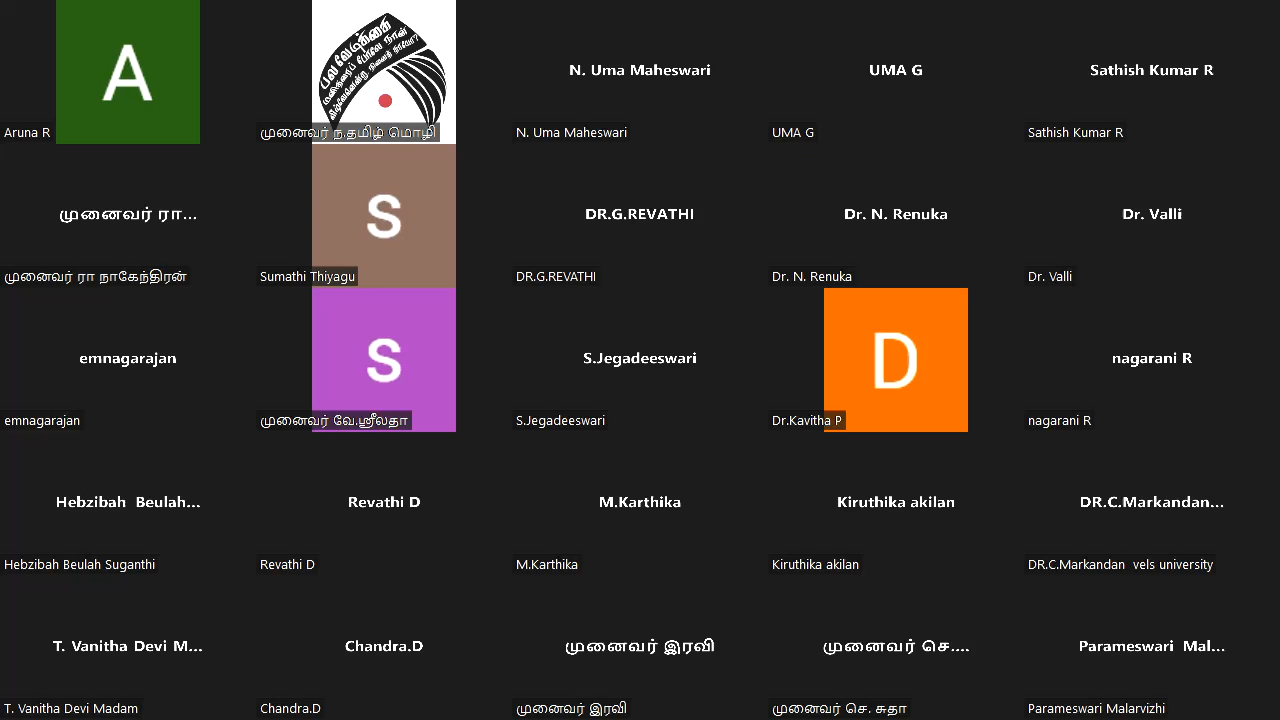 A
பல வேடிக்கை
மனிதரைப் போலே நான்
வீழ்வேனென்று நினைத் தாயோ?
N. Uma Maheswari
UMA G
Sathish Kumar R
Aruna R
முனைவர் ந.தமிழ் மொழி
N. Uma Maheswari
UMA G
Sathish Kumar R
முனைவர் ரா...
S
DR.G.REVATHI
Dr. N. Renuka
Dr. Valli
முனைவர் ரா நாகேந்திரன்
Sumathi Thiyagu
DR.G.REVATHI
Dr. N. Renuka
Dr. Valli
emnagarajan
S
S.Jegadeeswari
D
nagarani R
emnagarajan
முனைவர் வே.ஸ்ரீலதா
S.Jegadeeswari
Dr.Kavitha P
nagarani R
Hebzibah Beulah...
Revathi D
M.Karthika
Kiruthika akilan
DR.C.Markandan...
Hebzibah Beulah Suganthi
Revathi D
M.Karthika
Kiruthika akilan
DR.C.Markandan vels university
T. Vanitha Devi M...
Chandra.D
முனைவர் இரவி
முனைவர் செ....
Parameswari Mal...
T. Vanitha Devi Madam
Chandra.D
முனைவர் இரவி
முனைவர் செ. சுதா
Parameswari Malarvizhi